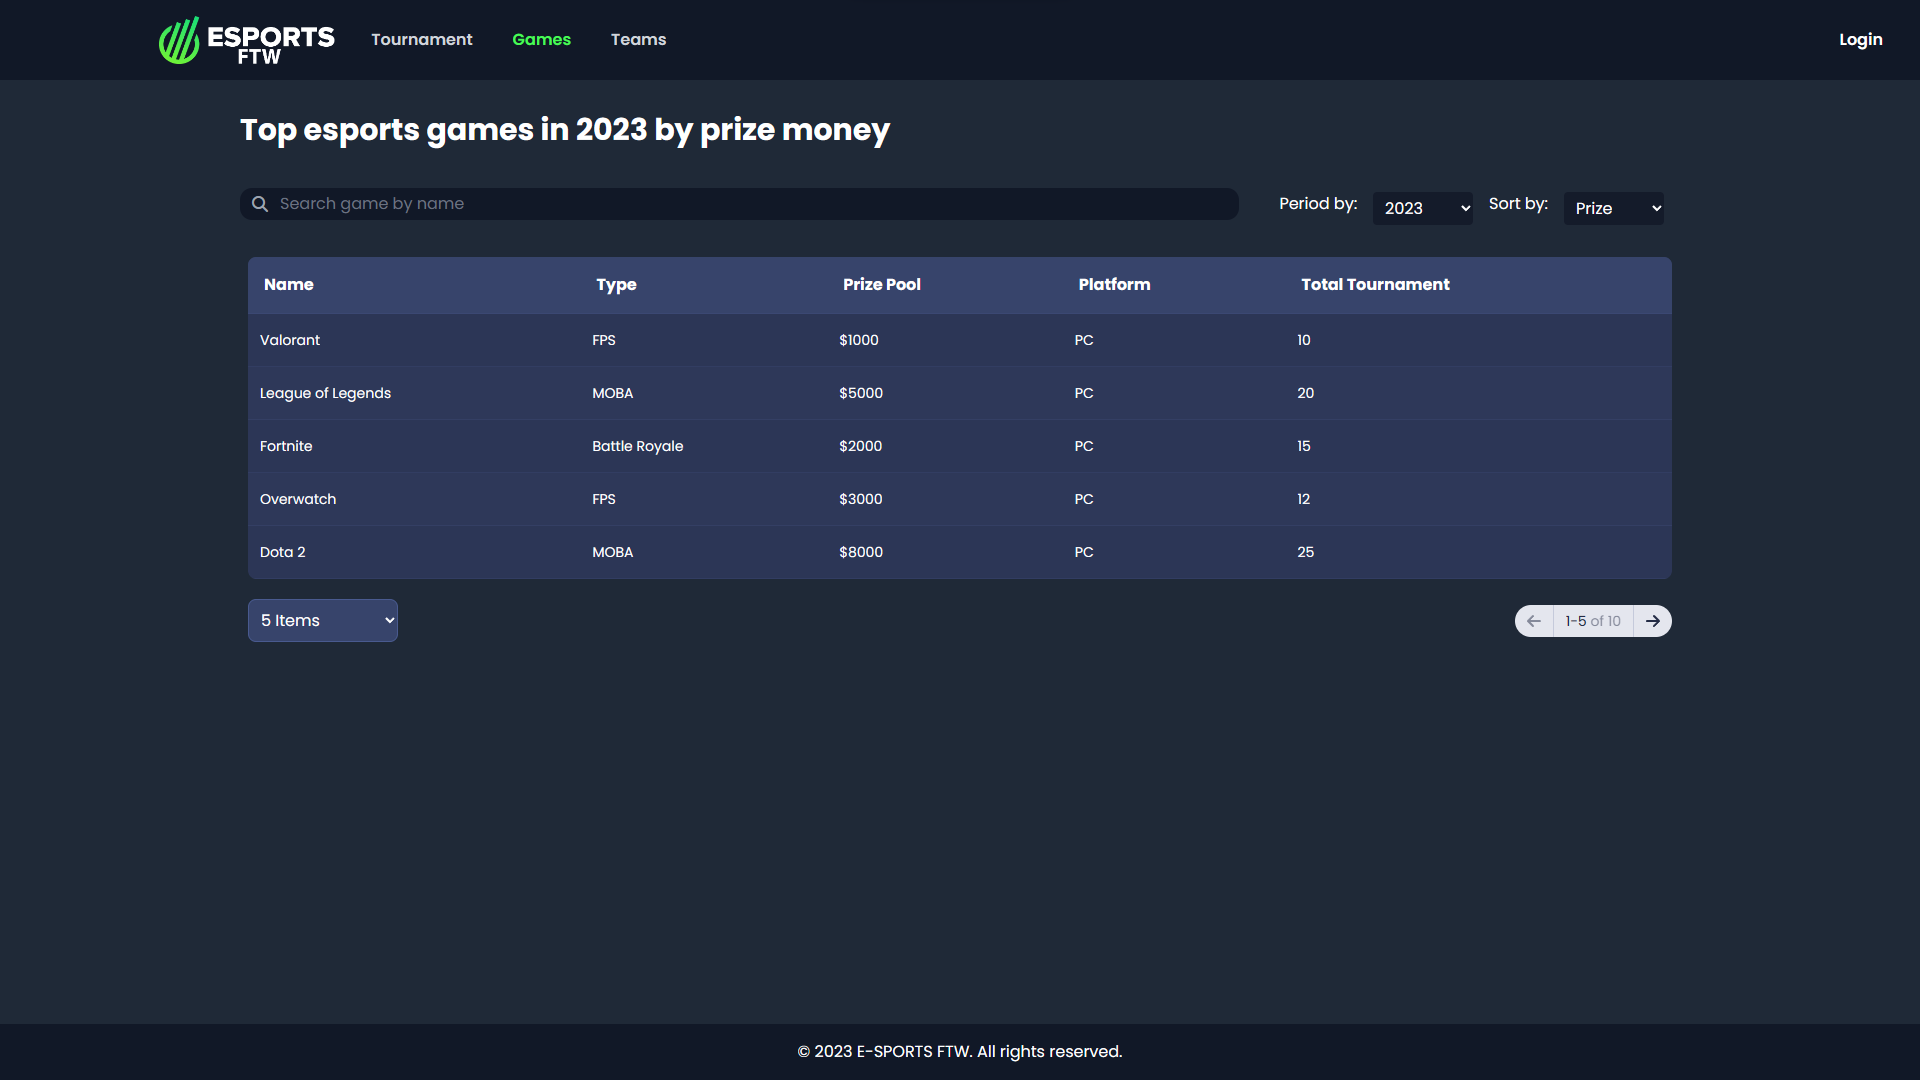 ESPORTS
FTW
Tournament Games Teams Login
Top esports games in 2023 by prize money
Search game by name Period by: 2023 Sort by: Prize
Name Type Prize Pool Platform Total Tournament
Valorant FPS $1000 PC 10
League of Legends MOBA $5000 PC 20
Fortnite Battle Royale $2000 PC 15
Overwatch FPS $3000 PC 12
Dota 2 MOBA $8000 PC 25
5 Items 1-5 of 10
© 2023 E-SPORTS FTW. All rights reserved.